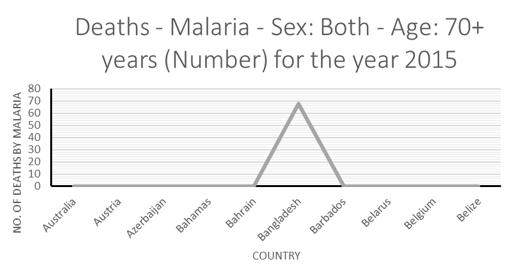 Deaths - Malaria - Sex: Both - Age: 70+
years (Number) for the year 2015
NO. OF DEATHS BY MALARIA
80
70
60
50
40
30
20
10
0
Australia
Austria
Azerbaijan
Bahamas
Bahrain
Bangladesh
Barbados
Belarus
Belgium
Belize
COUNTRY